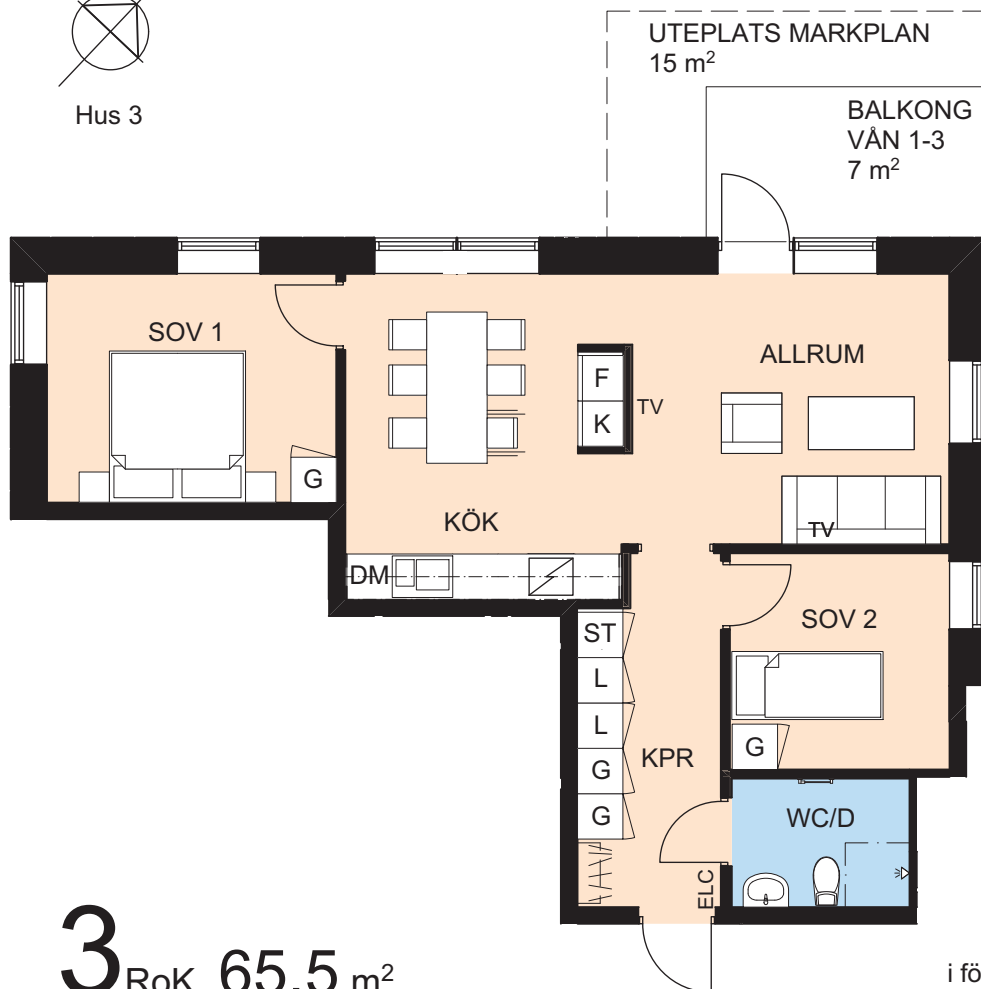 UTEPLATS MARKPLAN
15 m²
Hus 3
BALKONG
VÅN 1-3
7 m²
SOV 1
ALLRUM
F
TV
K
G
KÖK
TV
DM
SOV 2
ST
L
L
G
KPR
G
G
WC/D
ELC
3 RoK 65,5 m²
i fö